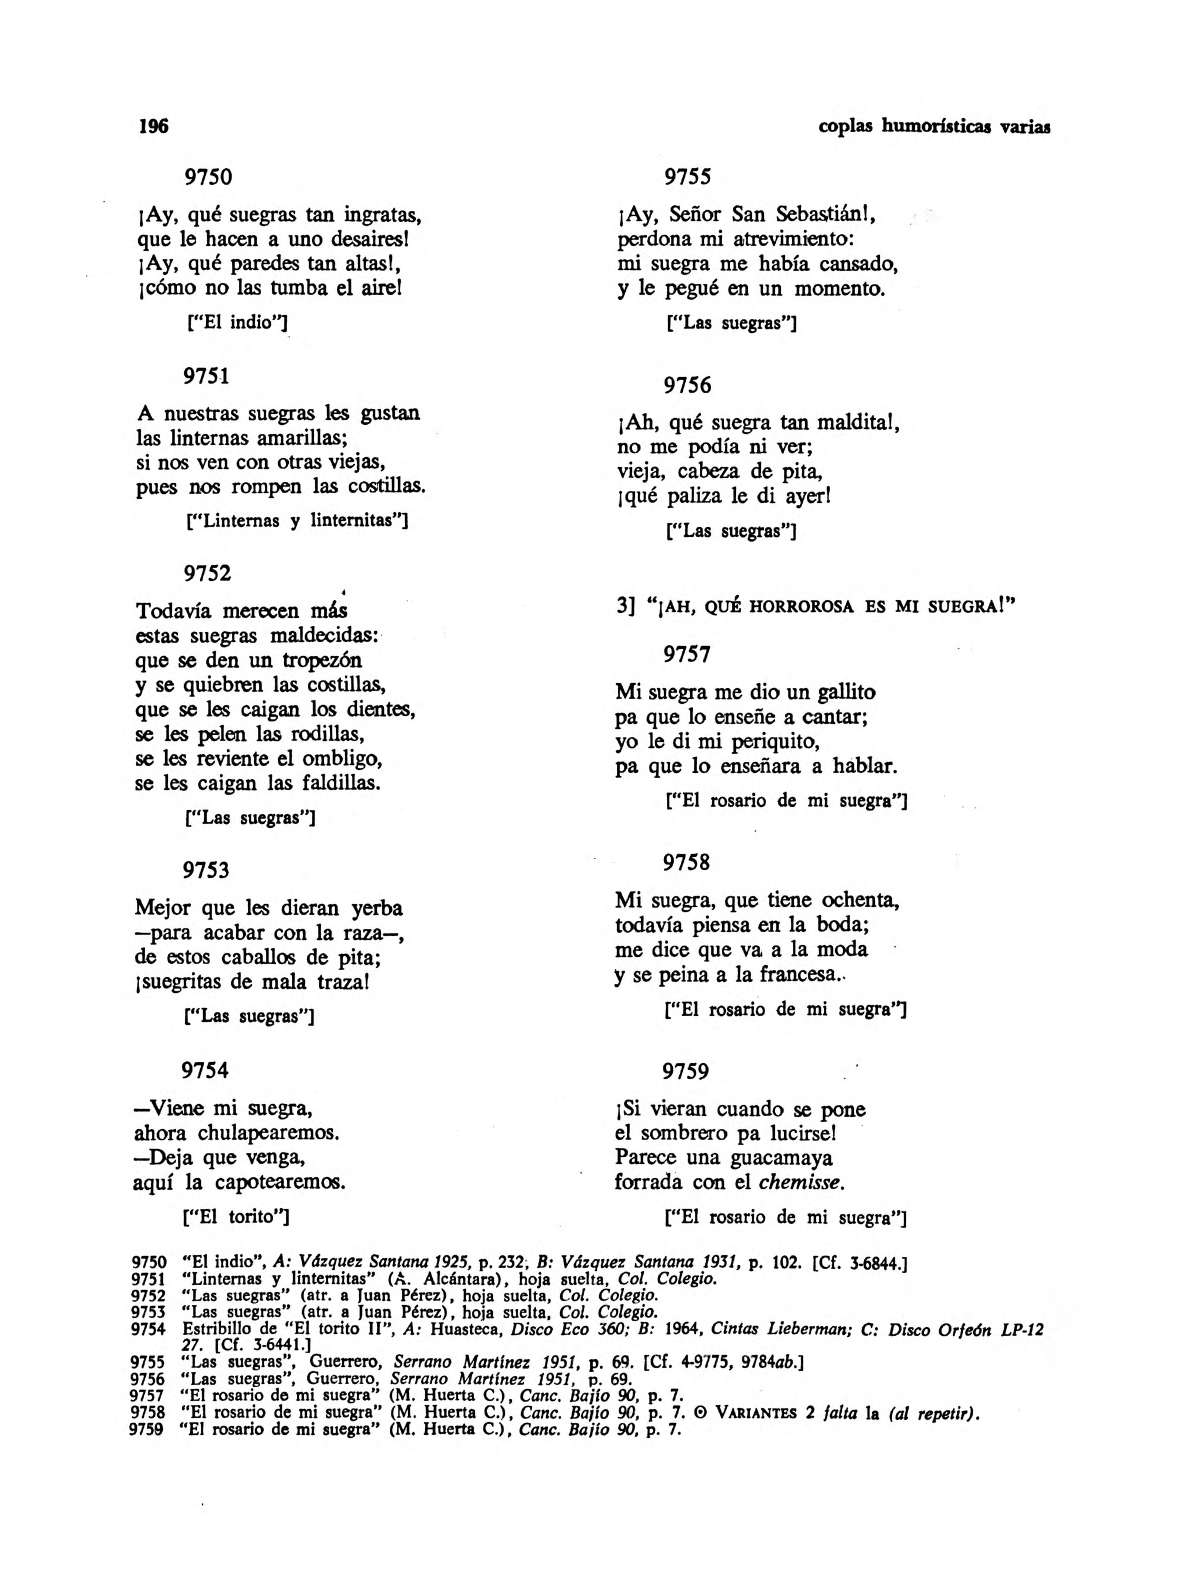 196
coplas humorísticas varias
9750
¡Ay, qué suegras tan ingratas,
que le hacen a uno desaires!
¡Ay, qué paredes tan altas!,
¡cómo no las tumba el aire!
["El indio"]
9751
A nuestras suegras les gustan
las linternas amarillas;
si nos ven con otras viejas,
pues nos rompen las costillas.
["Linternas y linternitas"]
9752
Todavía merecen más
estas suegras maldecidas:
que se den un tropezón
y se quiebren las costillas,
que se les caigan los dientes,
se les pelen las rodillas,
se les reviente el ombligo,
se les caigan las faldillas.
["Las suegras"]
9753
Mejor que les dieran yerba
—para acabar con la raza—,
de estos caballos de pita;
¡suegritas de mala traza!
["Las suegras"]
9754
—Viene mi suegra,
ahora chulapearemos.
—Deja que venga,
aquí la capotearemos.
["El torito"]
9755
¡Ay, Señor San Sebastián!,
perdona mi atrevimiento:
mi suegra me había cansado,
y le pegué en un momento.
["Las suegras"]
9756
¡Ah, qué suegra tan maldita!,
no me podía ni ver;
vieja, cabeza de pita,
¡qué paliza le di ayer!
["Las suegras"]
3] "¡AH, QUÉ HORROROSA ES MI SUEGRA!"
9757
Mi suegra me dio un gallito
pa que lo enseñe a cantar;
yo le di mi periquito,
pa que lo enseñara a hablar.
["El rosario de mi suegra"]
9758
Mi suegra, que tiene ochenta,
todavía piensa en la boda;
me dice que va a la moda
y se peina a la francesa.
["El rosario de mi suegra"]
9759
¡Si vieran cuando se pone
el sombrero pa lucirse!
Parece una guacamaya
forrada con el chemisse.
["El rosario de mi suegra"]
9750 "El indio", A: Vázquez Santana 1925, p. 232; B: Vázquez Santana 1931, p. 102. [Cf. 3-6844.]
9751 "Linternas y linternitas" (A. Alcántara), hoja suelta, Col. Colegio.
9752 "Las suegras" (atr. a Juan Pérez), hoja suelta, Col. Colegio.
9753 "Las suegras" (atr. a Juan Pérez), hoja suelta, Col. Colegio.
9754 Estribillo de "El torito II", A: Huasteca, Disco Eco 360; B: 1964, Cintas Lieberman; C: Disco Orfeón LP-12
27. [Cf. 3-6441.]
9755 "Las suegras", Guerrero, Serrano Martínez 1951, p. 69. [Cf. 4-9775, 9784ab.]
9756 "Las suegras", Guerrero, Serrano Martínez 1951, p. 69.
9757 "El rosario de mi suegra" (M. Huerta C.), Canc. Bajío 90, p. 7.
9758 "El rosario de mi suegra" (M. Huerta C.), Canc. Bajío 90, p. 7. ⊙ VARIANTES 2 falta la (al repetir).
9759 "El rosario de mi suegra" (M. Huerta C.), Canc. Bajío 90, p. 7.